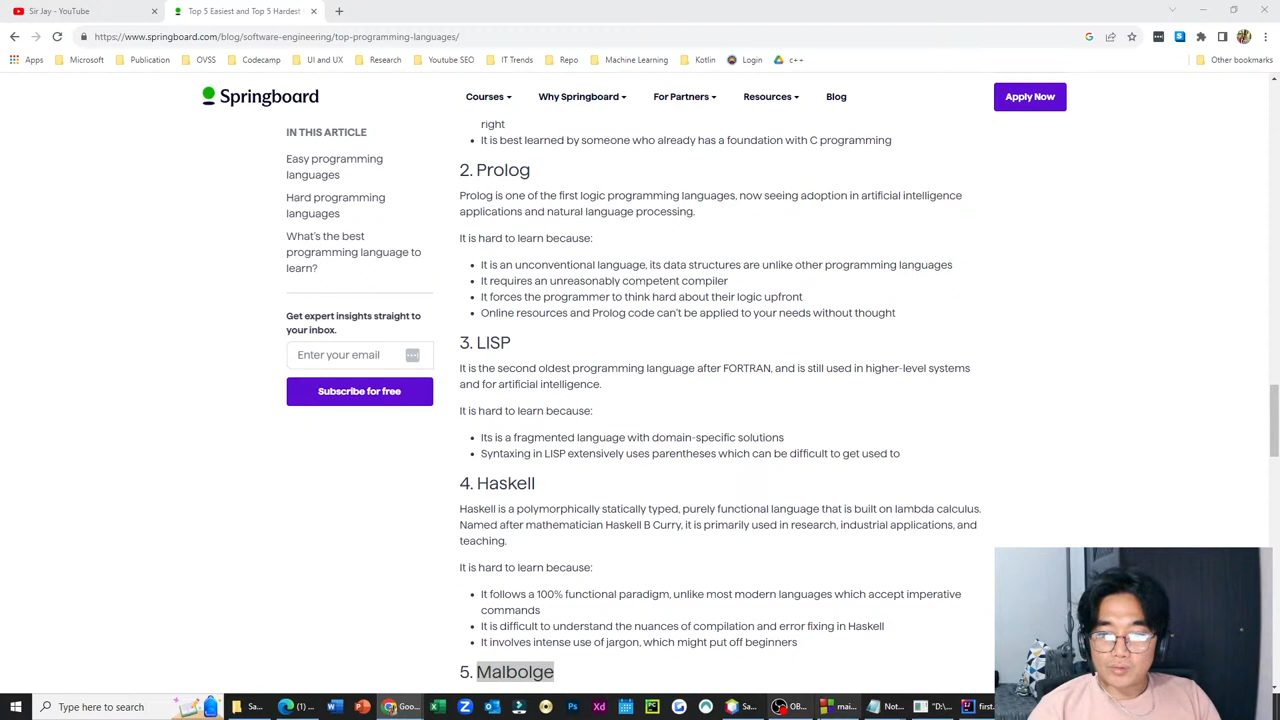 Sir Jay - YouTube
Top 5 Easiest and Top 5 Hardest
https://www.springboard.com/blog/software-engineering/top-programming-languages/
Apps Microsoft Publication OVSS Codecamp UI and UX Research Youtube SEO IT Trends Repo Machine Learning Kotlin Login c++ Other bookmarks
Springboard
Courses Why Springboard For Partners Resources Blog Apply Now
IN THIS ARTICLE
Easy programming
languages
Hard programming
languages
What's the best
programming language to
learn?
Get expert insights straight to
your inbox.
Enter your email
Subscribe for free
right
It is best learned by someone who already has a foundation with C programming
2. Prolog
Prolog is one of the first logic programming languages, now seeing adoption in artificial intelligence
applications and natural language processing.
It is hard to learn because:
It is an unconventional language, its data structures are unlike other programming languages
It requires an unreasonably competent compiler
It forces the programmer to think hard about their logic upfront
Online resources and Prolog code can't be applied to your needs without thought
3. LISP
It is the second oldest programming language after FORTRAN, and is still used in higher-level systems
and for artificial intelligence.
It is hard to learn because:
Its is a fragmented language with domain-specific solutions
Syntaxing in LISP extensively uses parentheses which can be difficult to get used to
4. Haskell
Haskell is a polymorphically statically typed, purely functional language that is built on lambda calculus.
Named after mathematician Haskell B Curry, it is primarily used in research, industrial applications, and
teaching.
It is hard to learn because:
It follows a 100% functional paradigm, unlike most modern languages which accept imperative
commands
It is difficult to understand the nuances of compilation and error fixing in Haskell
It involves intense use of jargon, which might put off beginners
5. Malbolge
Type here to search Sa... (1) ... Goo... Sa... OB... mai... Not... "D:\... first...